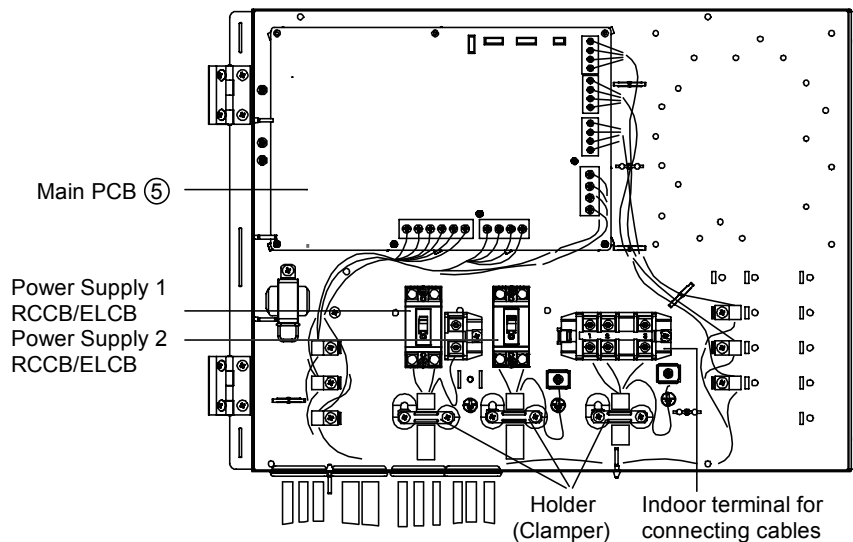 Main PCB ⑤
Power Supply 1
RCCB/ELCB
Power Supply 2
RCCB/ELCB
Holder
(Clamper)
Indoor terminal for
connecting cables